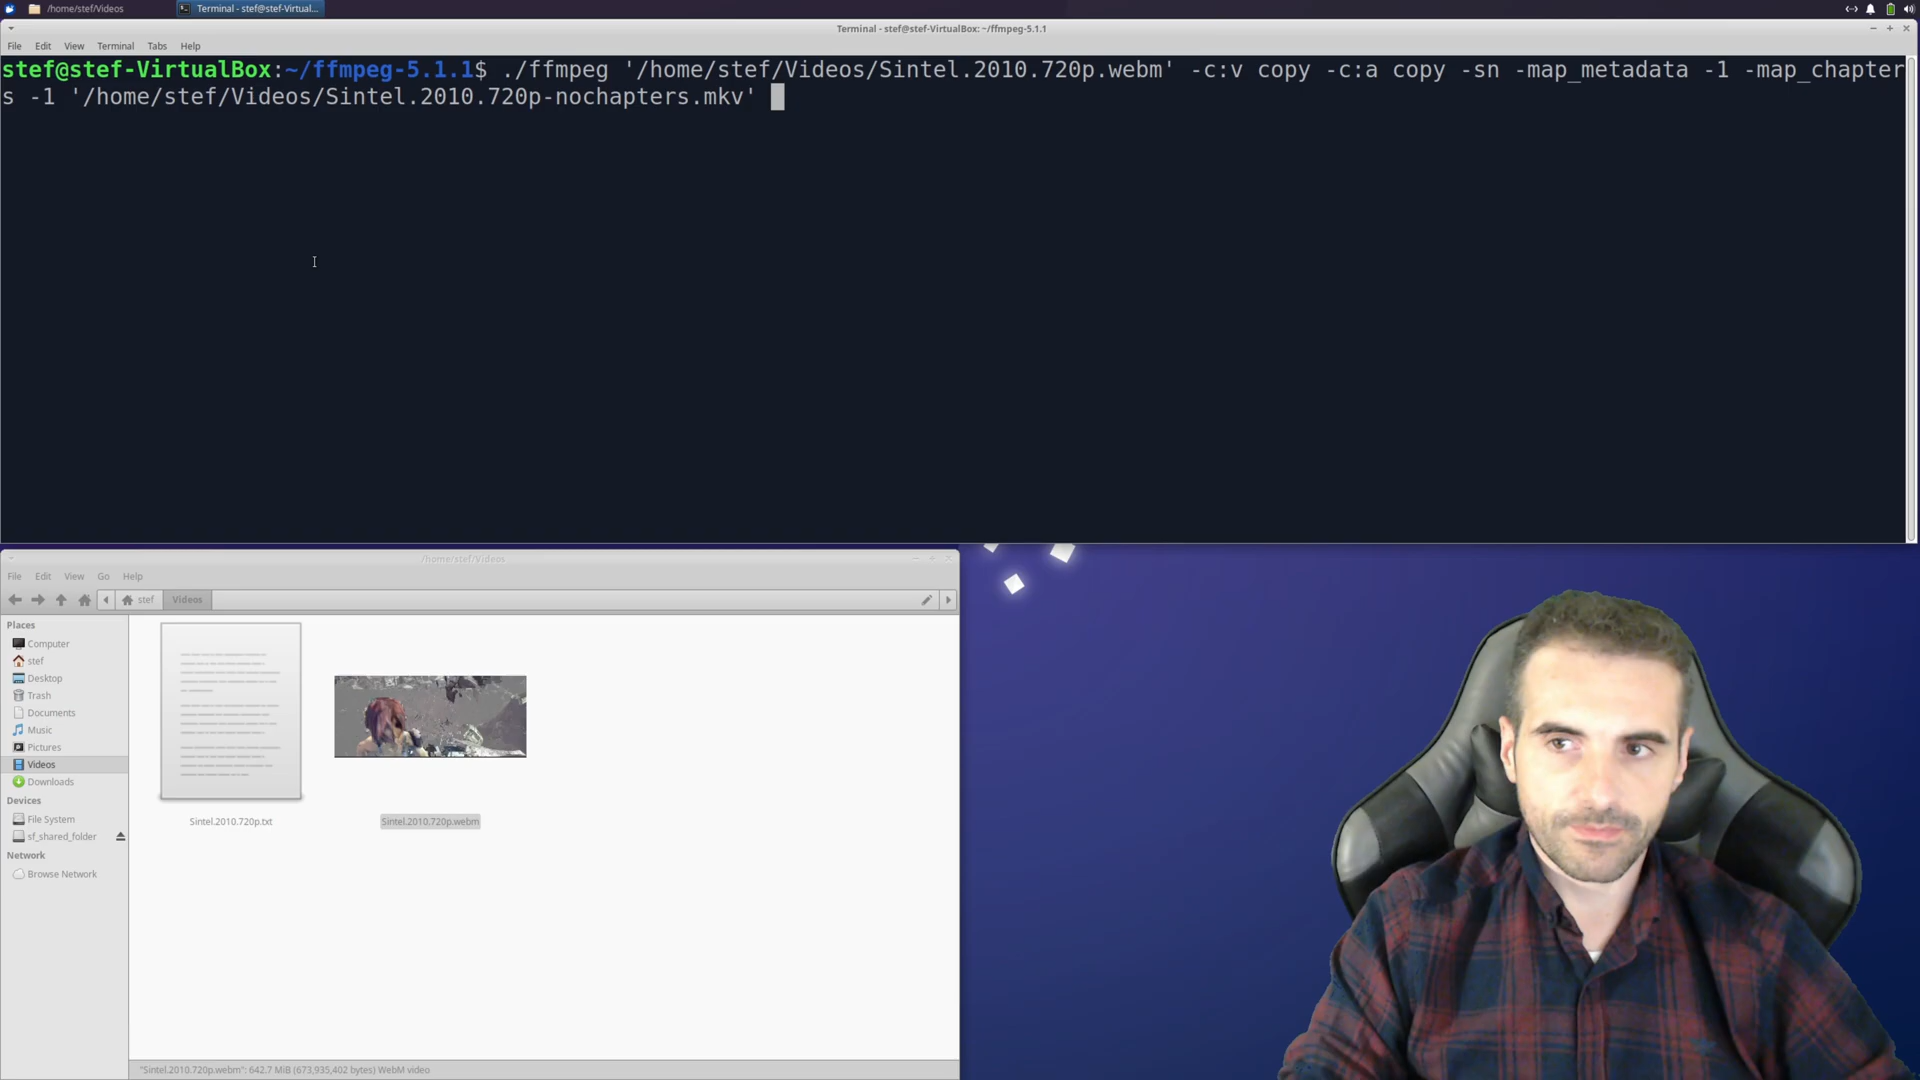 /home/stef/Videos
Terminal - stef@stef-Virtual...
Terminal - stef@stef-VirtualBox: ~/ffmpeg-5.1.1
File Edit View Terminal Tabs Help
stef@stef-VirtualBox:~/ffmpeg-5.1.1$ ./ffmpeg '/home/stef/Videos/Sintel.2010.720p.webm' -c:v copy -c:a copy -sn -map_metadata -1 -map_chapter
s -1 '/home/stef/Videos/Sintel.2010.720p-nochapters.mkv'
/home/stef/Videos
File Edit View Go Help
stef Videos
Places
Computer
stef
Desktop
Trash
Documents
Music
Pictures
Videos
Downloads
Devices
File System
sf_shared_folder
Network
Browse Network
Sintel.2010.720p.txt
Sintel.2010.720p.webm
"Sintel.2010.720p.webm": 642.7 MiB (673,935,402 bytes) WebM video